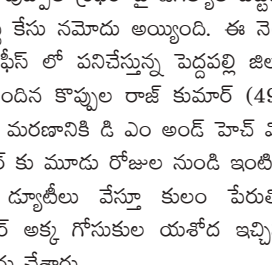 కేసు నమోదు అయ్యింది. ఈ నె
ఫీస్ లో పనిచేస్తున్న పెద్దపల్లి జిల
ందిన కొప్పుల రాజ్ కుమార్ (49
మరణానికి డి ఎం అండ్ హెచ్ వ
ర్ కు మూడు రోజుల నుండి ఇంటి
డ్యూటీలు వేస్తూ కులం పేరుత
ర్ అక్క గోసుకుల యశోద ఇచ్చి